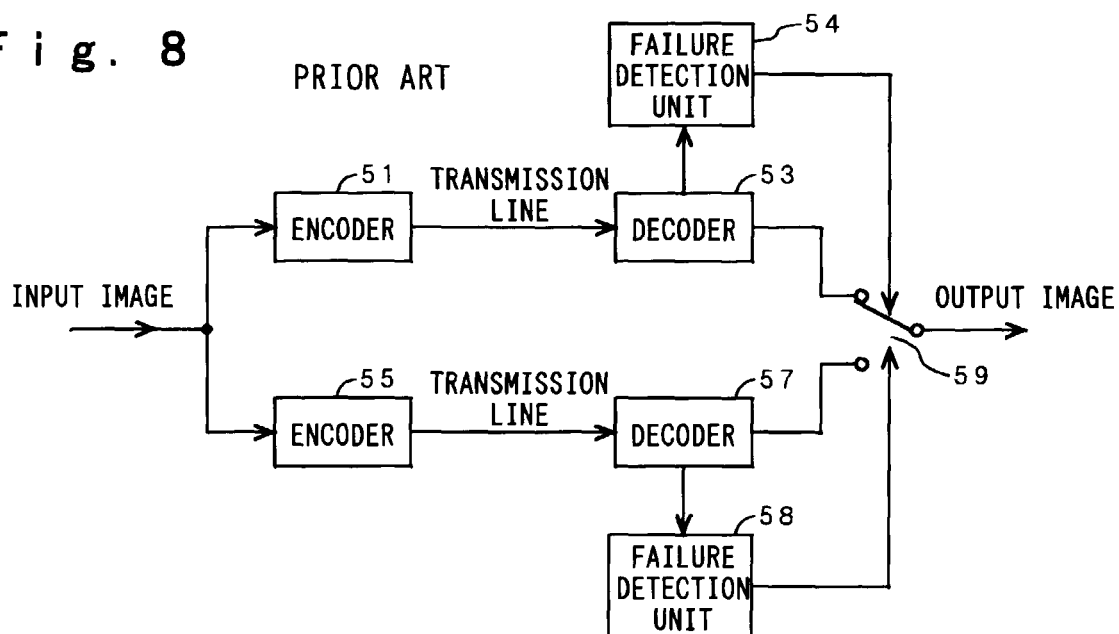 Fig. 8
PRIOR ART
54
FAILURE
DETECTION
UNIT
51
ENCODER
TRANSMISSION
LINE
53
DECODER
INPUT IMAGE
OUTPUT IMAGE
59
55
ENCODER
TRANSMISSION
LINE
57
DECODER
58
FAILURE
DETECTION
UNIT